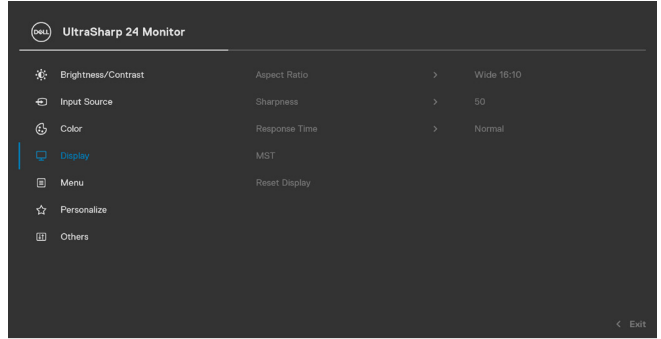 DELL UltraSharp 24 Monitor
Brightness/Contrast Aspect Ratio > Wide 16:10
Input Source Sharpness > 50
Color Response Time > Normal
Display MST
Menu Reset Display
Personalize
Others
< Exit